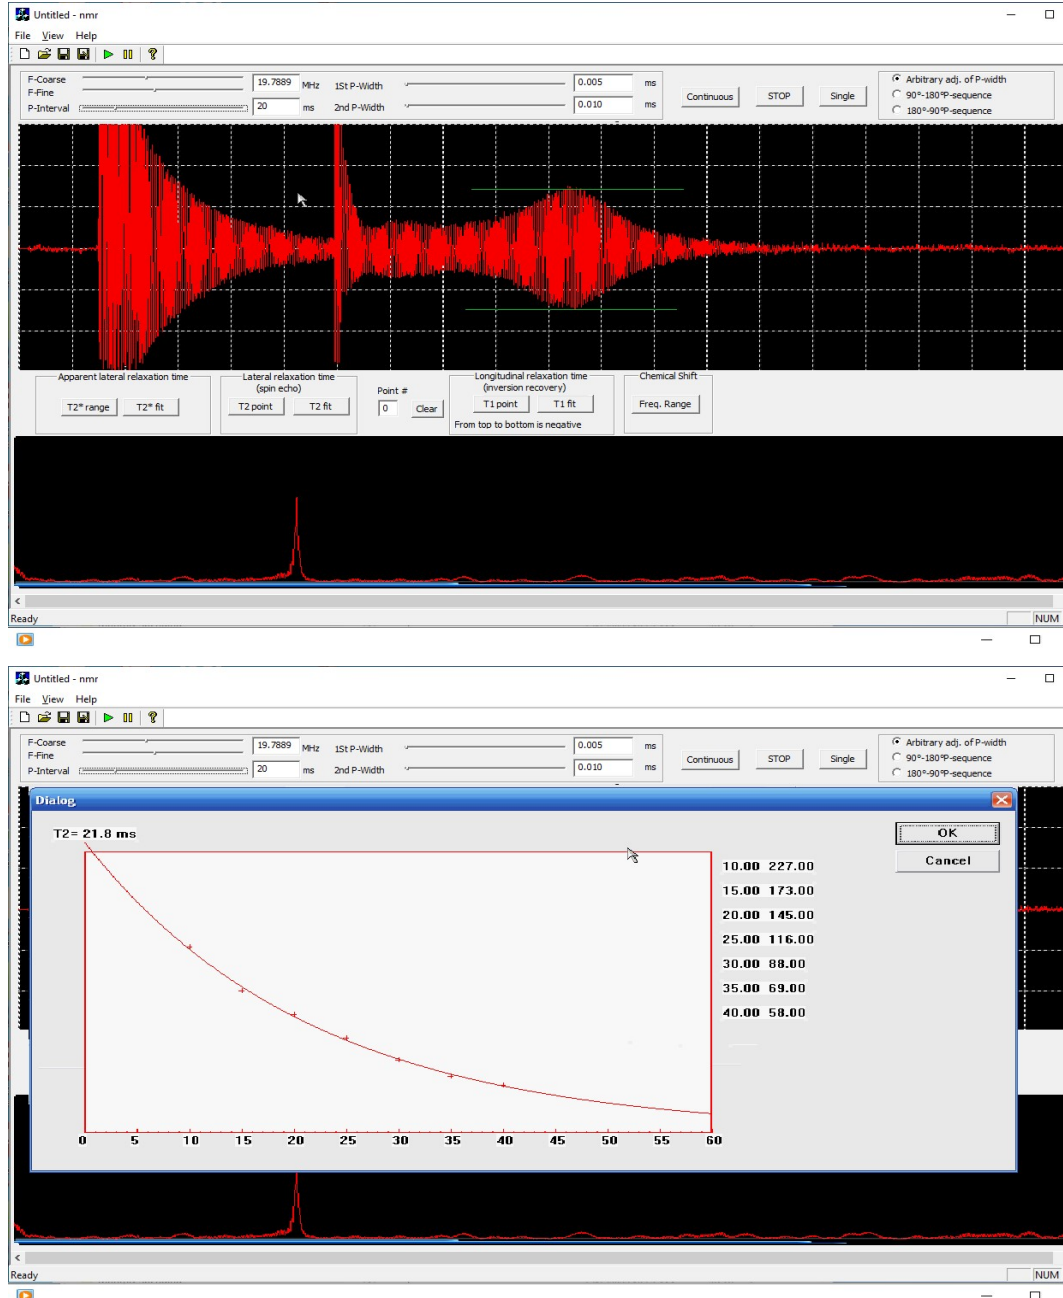 Untitled - nmr
File View Help
F-Coarse 19.7889 MHz 1St P-Width 0.005 ms Arbitrary adj. of P-width
F-Fine Continuous STOP Single 90°-180°P-sequence
P-Interval 20 ms 2nd P-Width 0.010 ms 180°-90°P-sequence
Apparent lateral relaxation time Lateral relaxation time Longitudinal relaxation time Chemical Shift
(spin echo) Point # (inversion recovery)
T2* range T2* fit T2 point T2 fit 0 Clear T1 point T1 fit Freq. Range
From top to bottom is negative
Ready NUM
Untitled - nmr
File View Help
F-Coarse 19.7889 MHz 1St P-Width 0.005 ms Arbitrary adj. of P-width
F-Fine Continuous STOP Single 90°-180°P-sequence
P-Interval 20 ms 2nd P-Width 0.010 ms 180°-90°P-sequence
Dialog
T2= 21.8 ms OK
Cancel
10.00 227.00
15.00 173.00
20.00 145.00
25.00 116.00
30.00 88.00
35.00 69.00
40.00 58.00
0 5 10 15 20 25 30 35 40 45 50 55 60
Ready NUM